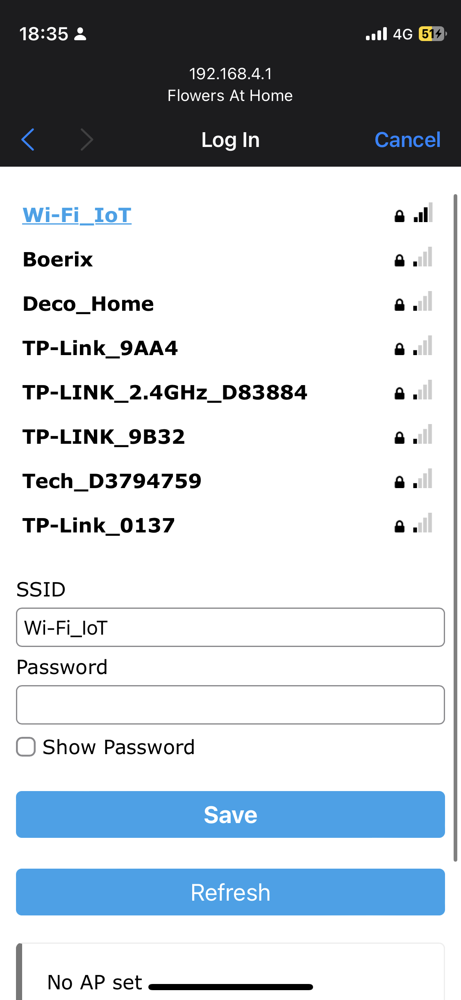 18:35 4G 51
192.168.4.1
Flowers At Home
Log In Cancel
Wi-Fi_IoT
Boerix
Deco_Home
TP-Link_9AA4
TP-LINK_2.4GHz_D83884
TP-LINK_9B32
Tech_D3794759
TP-Link_0137
SSID
Wi-Fi_IoT
Password
Show Password
Save
Refresh
No AP set